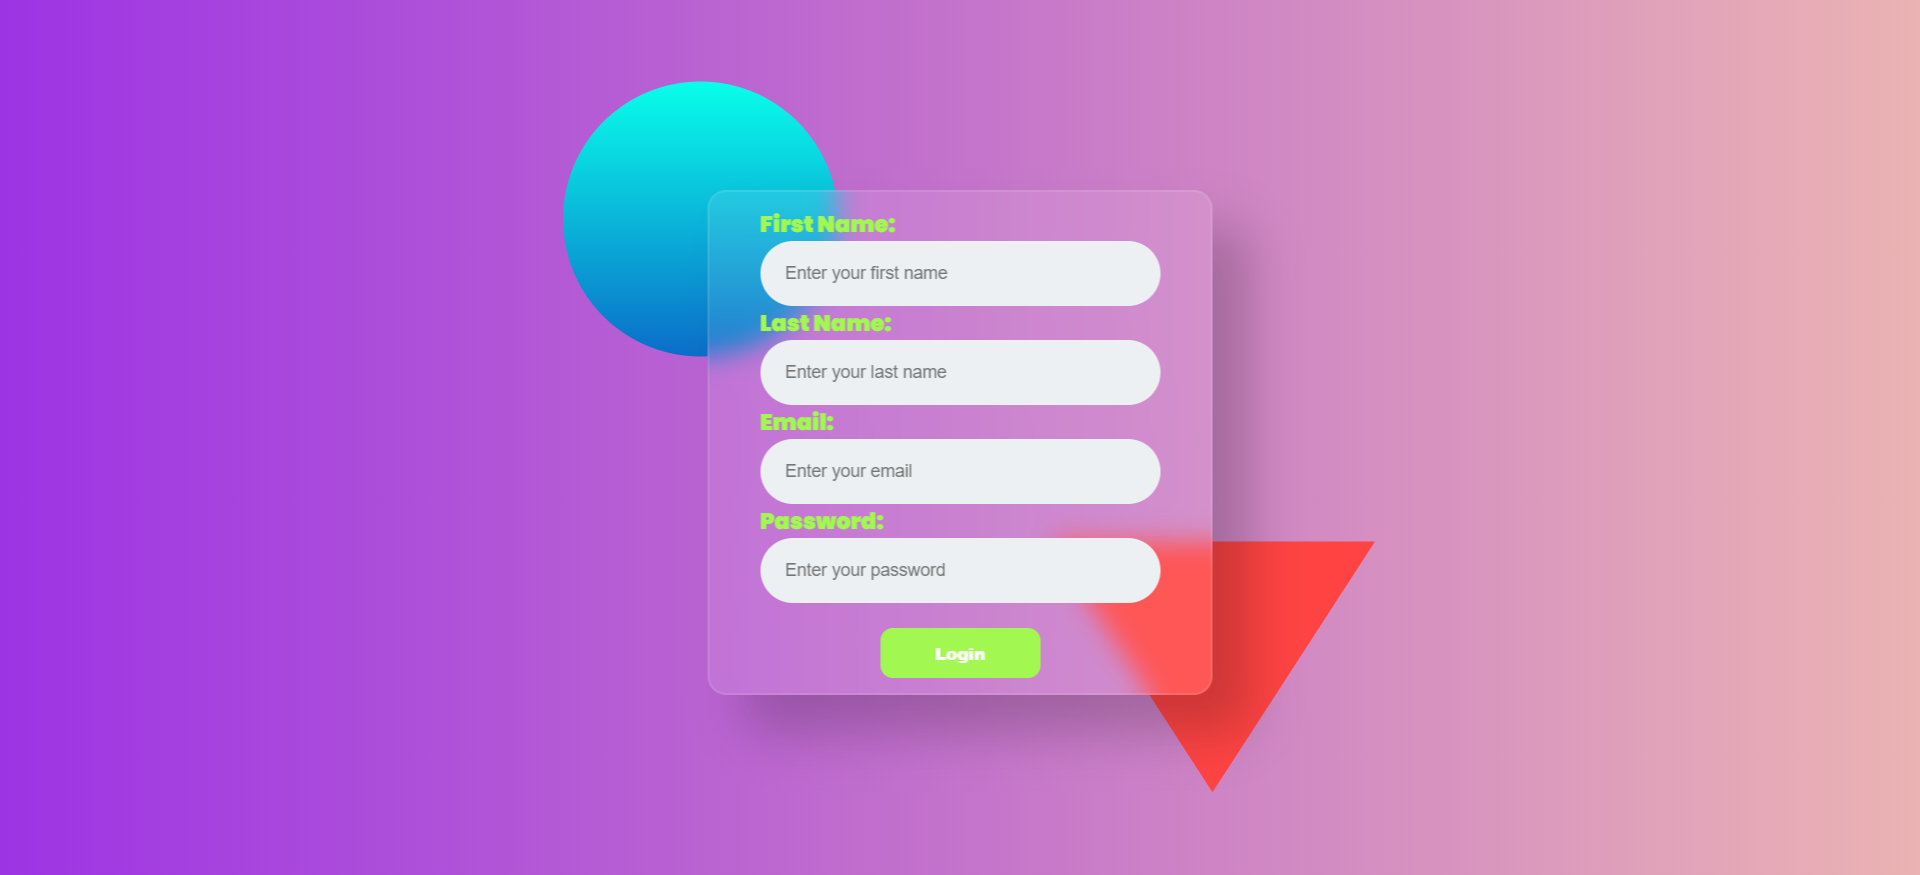 First Name:
Enter your first name
Last Name:
Enter your last name
Email:
Enter your email
Password:
Enter your password
Login